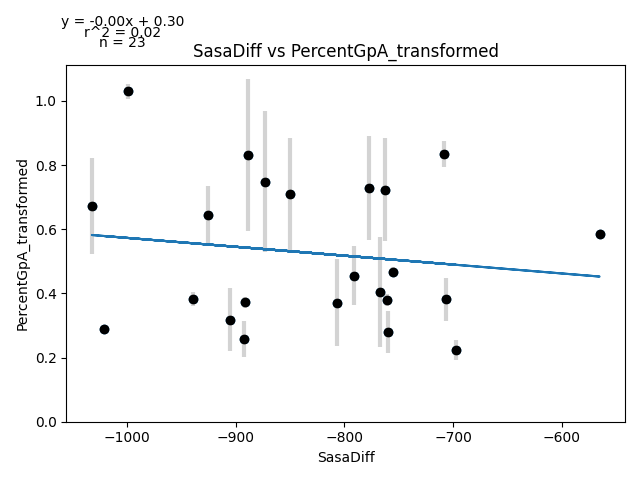 y = -0.00x + 0.30
r^2 = 0.02
n = 23
SasaDiff vs PercentGpA_transformed
PercentGpA_transformed
1.0
0.8
0.6
0.4
0.2
0.0
−1000 −900 −800 −700 −600
SasaDiff